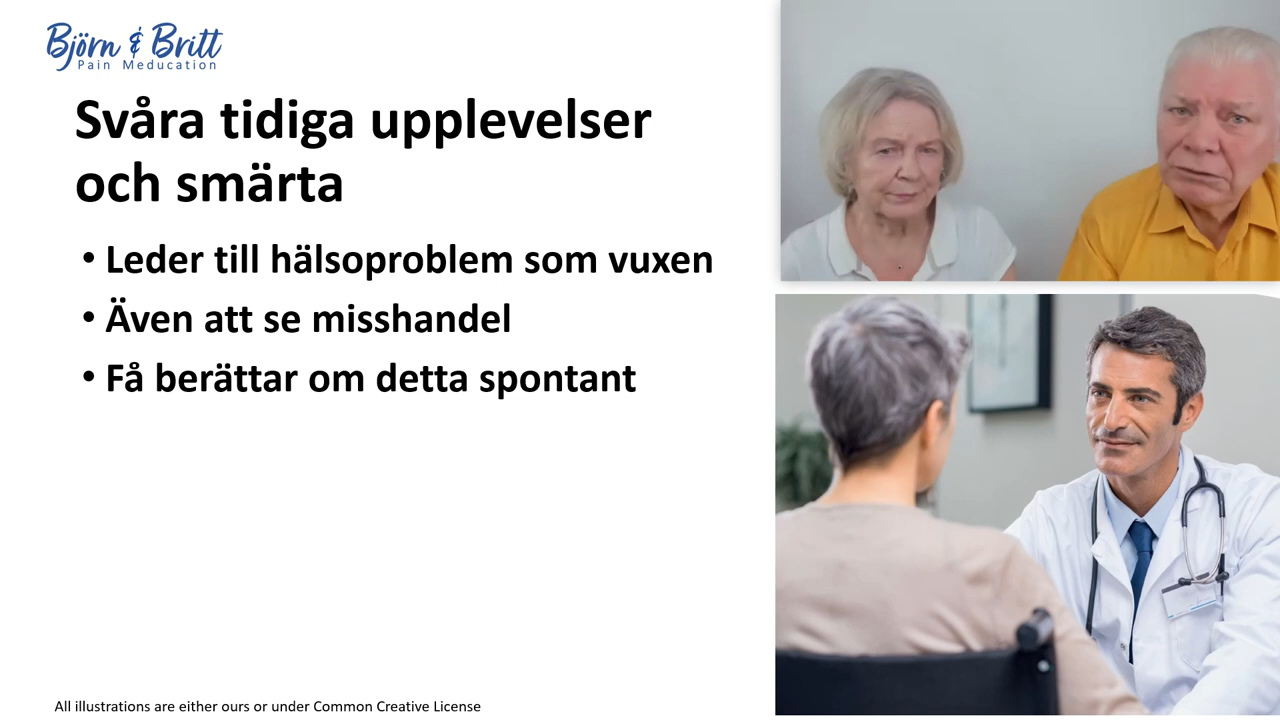 Björn & Britt
Pain Meducation
Svåra tidiga upplevelser
och smärta
• Leder till hälsoproblem som vuxen
• Även att se misshandel
• Få berättar om detta spontant
All illustrations are either ours or under Common Creative License